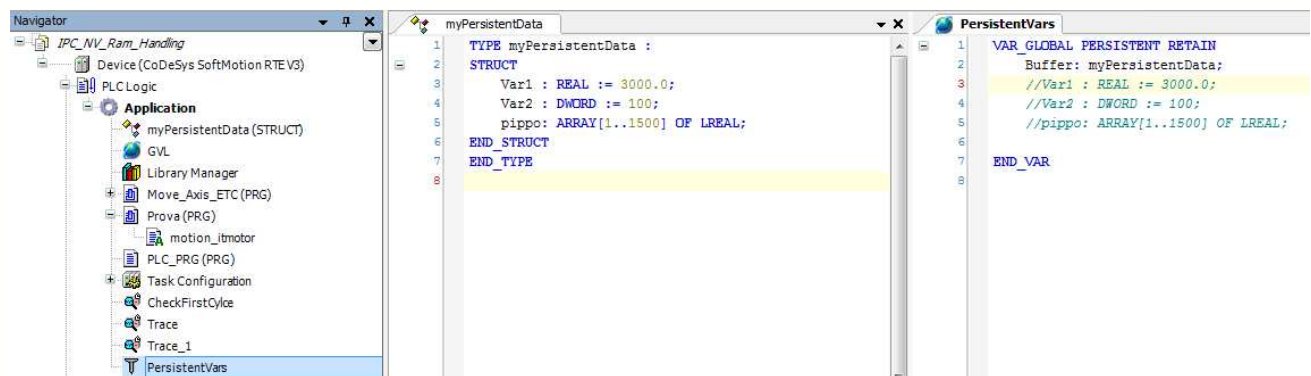 Navigator
IPC_NV_Ram_Handling
Device (CoDeSys SoftMotion RTE V3)
PLC Logic
Application
myPersistentData (STRUCT)
GVL
Library Manager
Move_Axis_ETC (PRG)
Prova (PRG)
motion_itmotor
PLC_PRG (PRG)
Task Configuration
CheckFirstCylce
Trace
Trace_1
PersistentVars
myPersistentData
1 TYPE myPersistentData :
2 STRUCT
3 Var1 : REAL := 3000.0;
4 Var2 : DWORD := 100;
5 pippo: ARRAY[1..1500] OF LREAL;
6 END_STRUCT
7 END_TYPE
8
PersistentVars
1 VAR_GLOBAL PERSISTENT RETAIN
2 Buffer: myPersistentData;
3 //Var1 : REAL := 3000.0;
4 //Var2 : DWORD := 100;
5 //pippo: ARRAY[1..1500] OF LREAL;
6
7 END_VAR
8